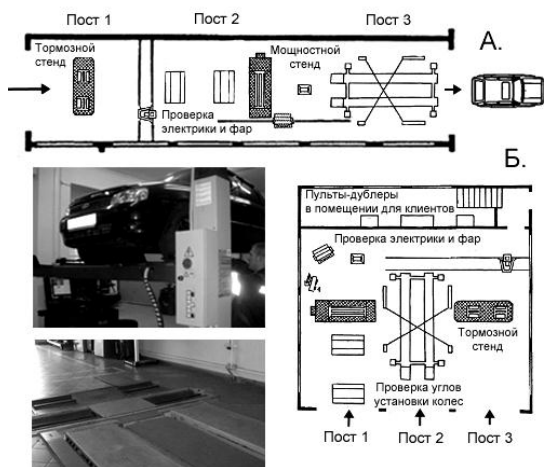 Пост 1
Пост 2
Пост 3
А.
Тормозной
стенд
Мощностной
стенд
Проверка
электрики и фар
Б.
Пульты-дублеры
в помещении для клиентов
Проверка электрики и фар
Тормозной
стенд
Проверка углов
установки колес
Пост 1
Пост 2
Пост 3